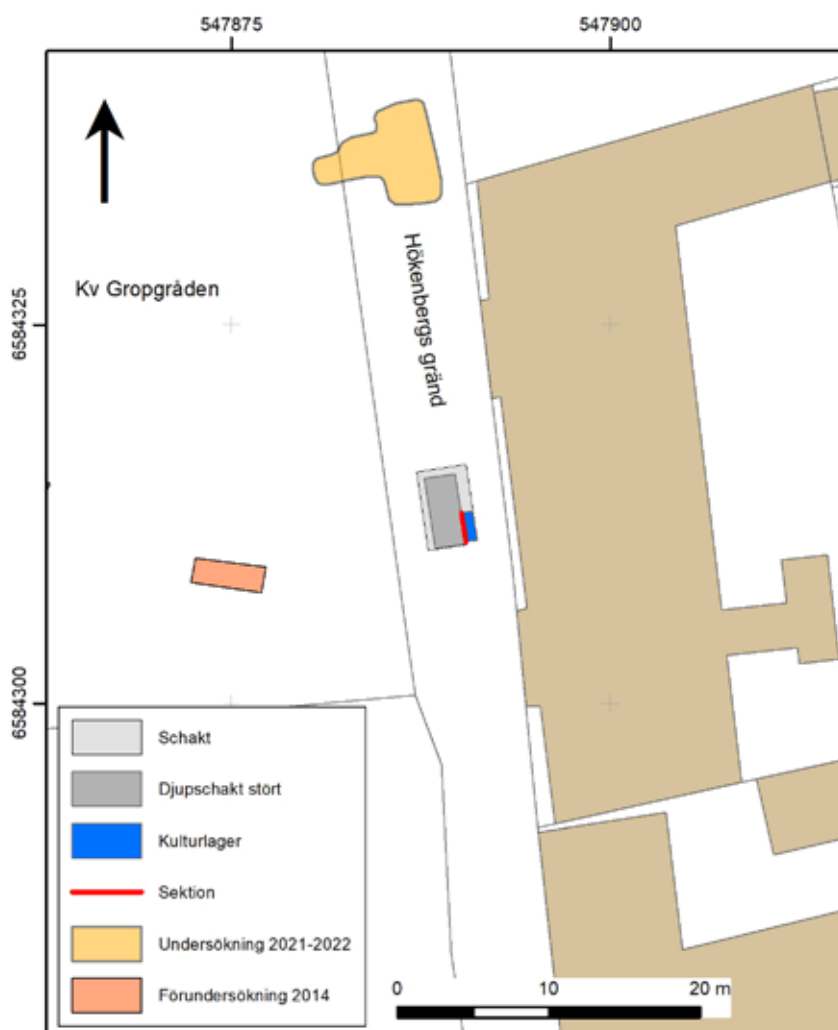 547875 547900
Kv Gropgråden
Hökenbergs gränd
6584325
6584300
Schakt
Djupschakt stört
Kulturlager
Sektion
Undersökning 2021-2022
Förundersökning 2014
0 10 20 m